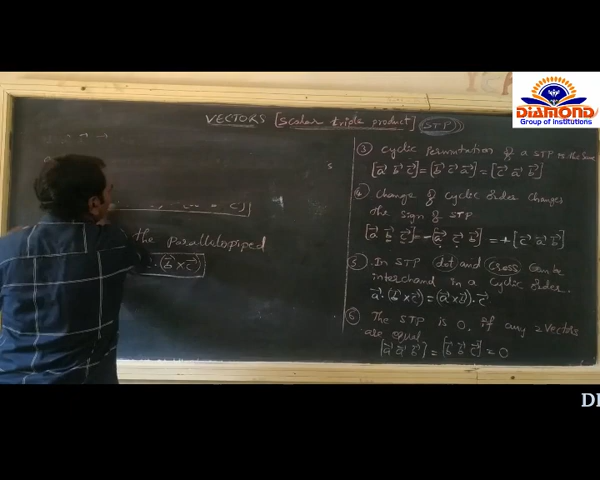 VECTORS [Scalar triple product] (STP)
the Parallelopiped
(b⃗ × c⃗)
③ Cyclic Permutation of a STP is the same
[a⃗ b⃗ c⃗] = [b⃗ c⃗ a⃗] = [c⃗ a⃗ b⃗]
④ Change of cyclic order changes
the sign of STP
[a⃗ b⃗ c⃗] = -[a⃗ c⃗ b⃗] = +[c⃗ a⃗ b⃗]
⑤ In STP dot and cross can be
interchand in a cyclic order.
a⃗·(b⃗×c⃗) = (a⃗×b⃗)·c⃗
⑥ The STP is 0, if any 2 vectors
are equal
[a⃗ a⃗ b⃗] = [b⃗ b⃗ c⃗] = 0
DIAMOND
Group of Institutions